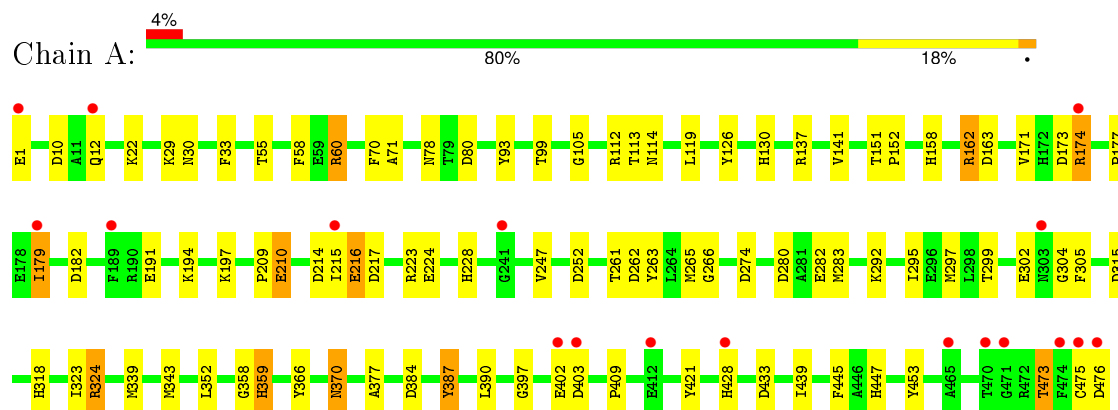 4%
Chain A:
80% 18% •
E1 D10 A11 Q12 K22 K29 N30 F33 T55 F58 E59 R60 F70 A71 N78 T79 D80 Y93 T99 G105 R112 T113 N114 L119 Y126 H130 R137 V141 T151 P152 H158 R162 D163 V171 H172 D173 R174
E178 I179 D182 F189 R190 E191 K194 K197 P209 E210 D214 I215 E216 D217 R223 E224 H228 G241 V247 D252 T261 D262 Y263 L264 M265 G266 D274 D280 A281 E282 M283 K292 I295 E296 M297 L298 T299 E302 N303 G304 F305
H318 I323 R324 M339 M343 L352 G358 H359 Y366 N370 A377 D384 Y387 L390 G397 E402 D403 P409 E412 Y421 H428 D433 I439 F445 A446 H447 Y453 A465 T470 G471 R472 T473 F474 C475 D476